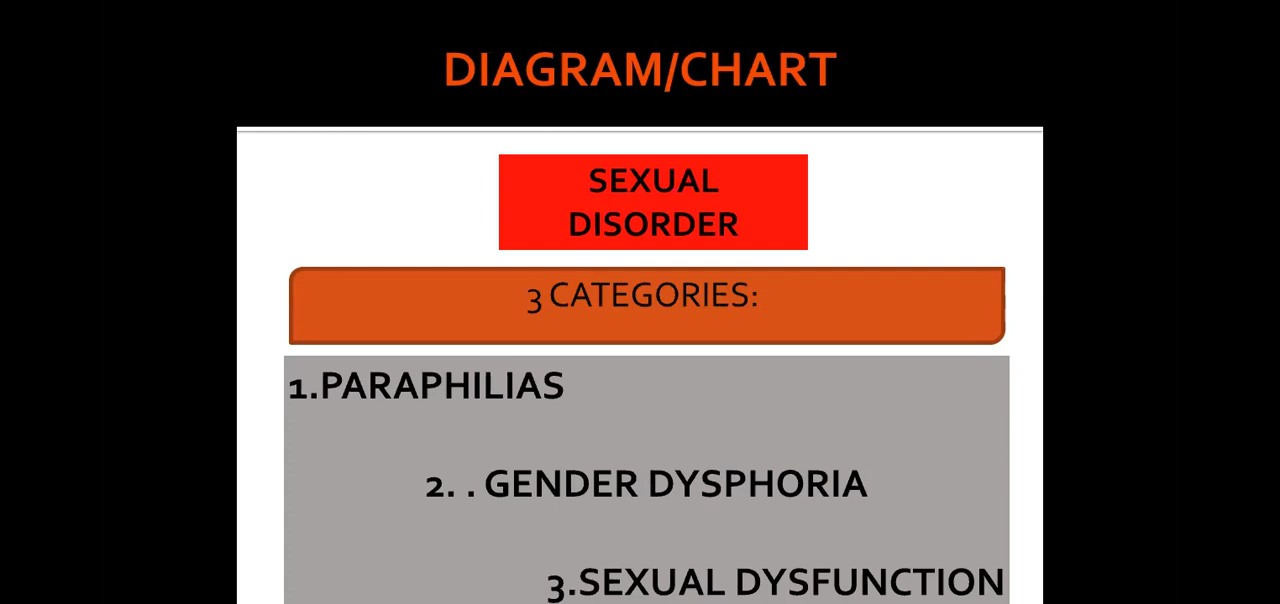 DIAGRAM/CHART
SEXUAL
DISORDER
3 CATEGORIES:
1.PARAPHILIAS
2. . GENDER DYSPHORIA
3.SEXUAL DYSFUNCTION